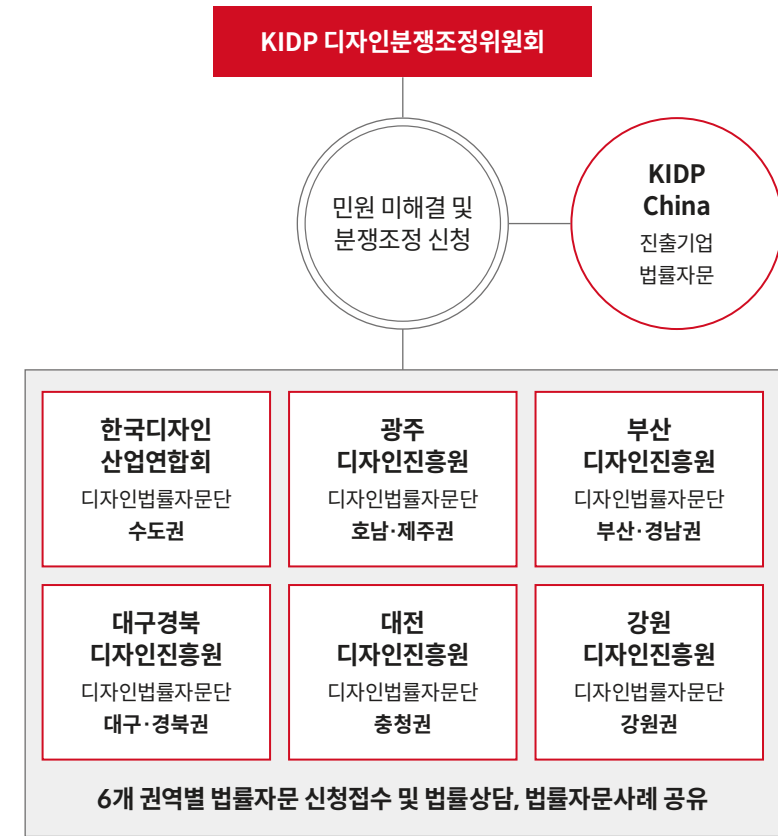 KIDP 디자인분쟁조정위원회
민원 미해결 및
분쟁조정 신청
KIDP
China
진출기업
법률자문
한국디자인
산업연합회
디자인법률자문단
수도권
광주
디자인진흥원
디자인법률자문단
호남·제주권
부산
디자인진흥원
디자인법률자문단
부산·경남권
대구경북
디자인진흥원
디자인법률자문단
대구·경북권
대전
디자인진흥원
디자인법률자문단
충청권
강원
디자인진흥원
디자인법률자문단
강원권
6개 권역별 법률자문 신청접수 및 법률상담, 법률자문사례 공유